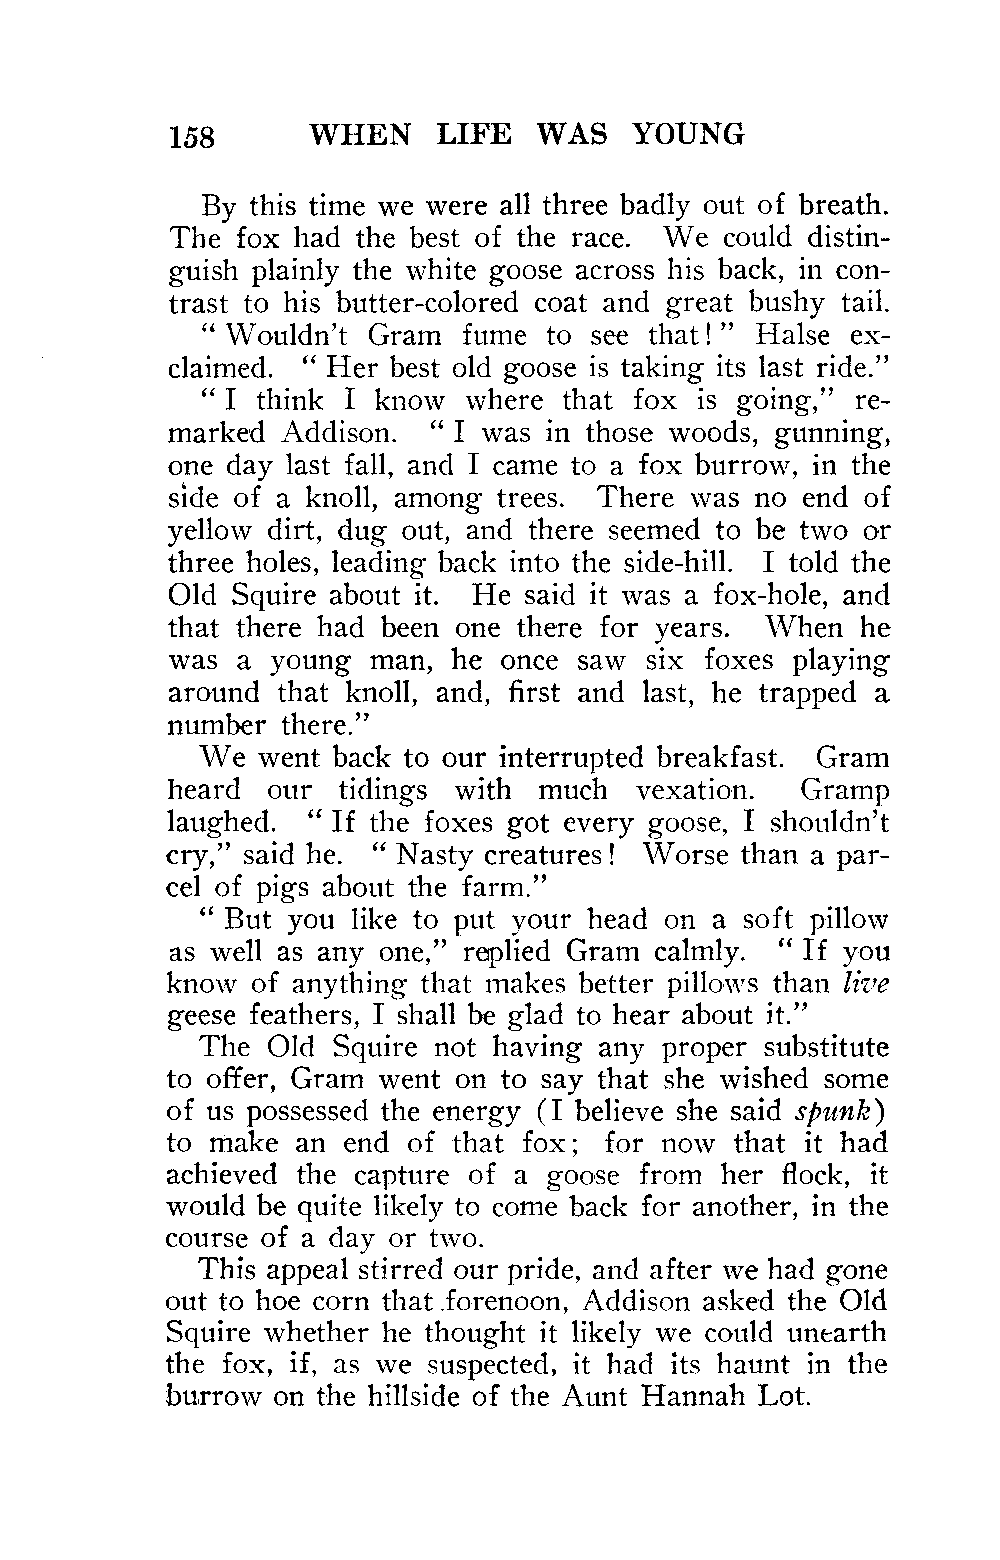 158 WHEN LIFE WAS YOUNG
By this time we were all three badly out of breath.
The fox had the best of the race. We could distin-
guish plainly the white goose across his back, in con-
trast to his butter-colored coat and great bushy tail.
“ Wouldn’t Gram fume to see that! ” Halse ex-
claimed. “ Her best old goose is taking its last ride.”
“ I think I know where that fox is going,” re-
marked Addison. “ I was in those woods, gunning,
one day last fall, and I came to a fox burrow, in the
side of a knoll, among trees. There was no end of
yellow dirt, dug out, and there seemed to be two or
three holes, leading back into the side-hill. I told the
Old Squire about it. He said it was a fox-hole, and
that there had been one there for years. When he
was a young man, he once saw six foxes playing
around that knoll, and, first and last, he trapped a
number there.”
We went back to our interrupted breakfast. Gram
heard our tidings with much vexation. Gramp
laughed. “ If the foxes got every goose, I shouldn’t
cry,” said he. “ Nasty creatures! Worse than a par-
cel of pigs about the farm.”
“ But you like to put your head on a soft pillow
as well as any one,” replied Gram calmly. “ If you
know of anything that makes better pillows than live
geese feathers, I shall be glad to hear about it.”
The Old Squire not having any proper substitute
to offer, Gram went on to say that she wished some
of us possessed the energy (I believe she said spunk)
to make an end of that fox; for now that it had
achieved the capture of a goose from her flock, it
would be quite likely to come back for another, in the
course of a day or two.
This appeal stirred our pride, and after we had gone
out to hoe corn that forenoon, Addison asked the Old
Squire whether he thought it likely we could unearth
the fox, if, as we suspected, it had its haunt in the
burrow on the hillside of the Aunt Hannah Lot.